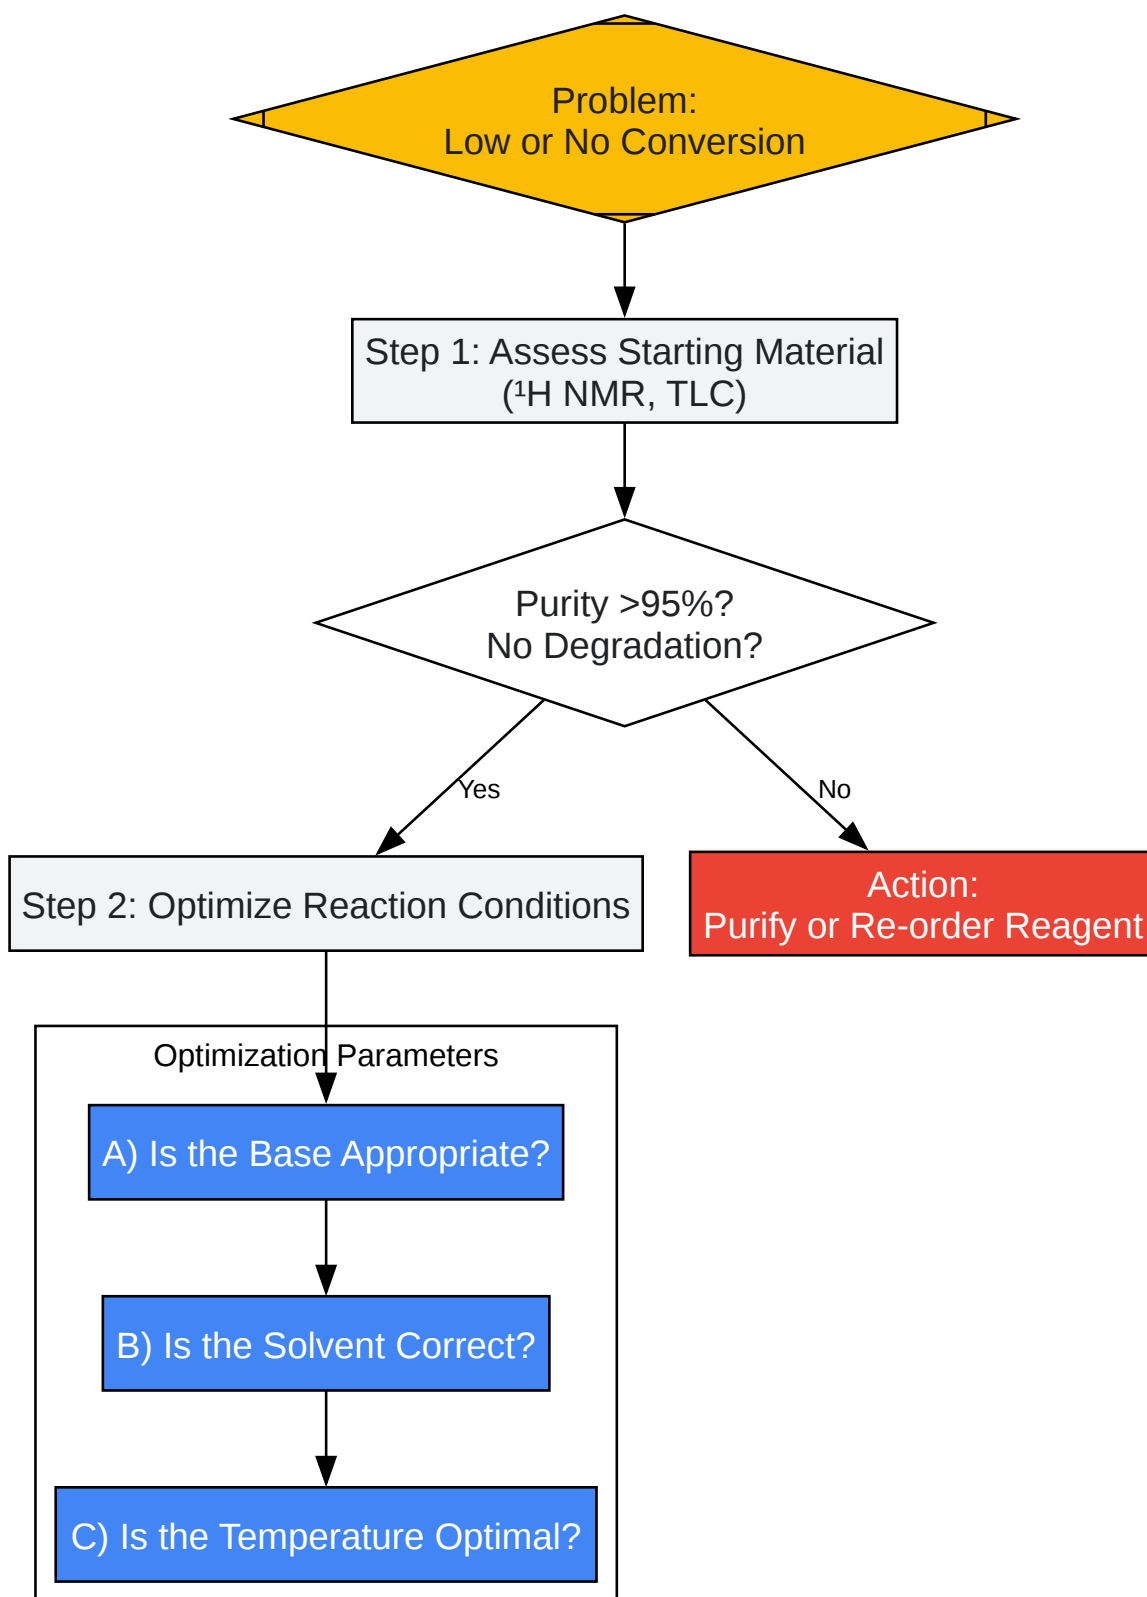 Problem:
Low or No Conversion
Step 1: Assess Starting Material
(¹H NMR, TLC)
Purity >95%?
No Degradation?
Yes
No
Step 2: Optimize Reaction Conditions
Action:
Purify or Re-order Reagent
Optimization Parameters
A) Is the Base Appropriate?
B) Is the Solvent Correct?
C) Is the Temperature Optimal?